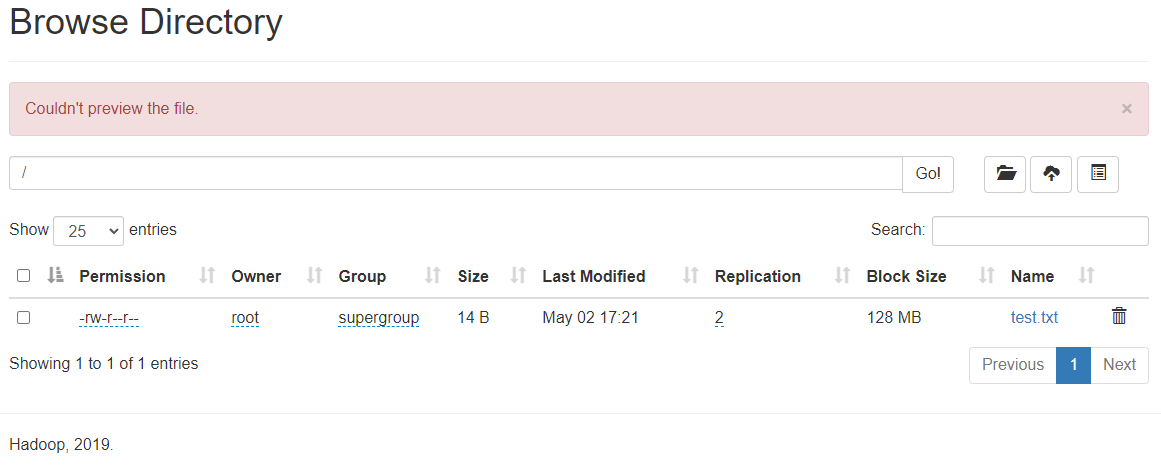 Browse Directory
Couldn't preview the file. ×
/ Go!
Show 25 entries Search:
Permission Owner Group Size Last Modified Replication Block Size Name
-rw-r--r-- root supergroup 14 B May 02 17:21 2 128 MB test.txt
Showing 1 to 1 of 1 entries Previous 1 Next
Hadoop, 2019.